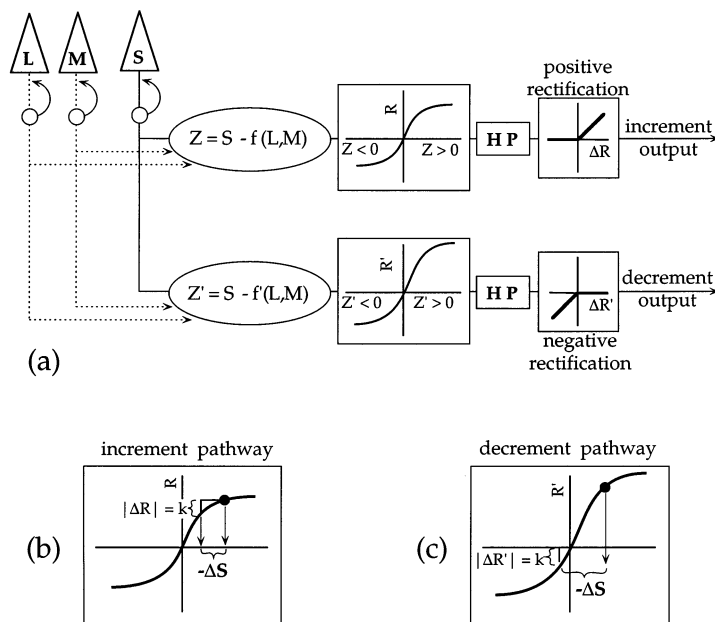 L M S
positive
rectification
Z = S - f (L,M)
R
Z < 0 Z > 0
H P
ΔR
increment
output
Z' = S - f'(L,M)
R'
Z' < 0 Z' > 0
H P
ΔR'
decrement
output
negative
rectification
(a)
increment pathway
R
|ΔR| = k{
-ΔS
(b)
decrement pathway
R'
|ΔR'| = k{
-ΔS
(c)